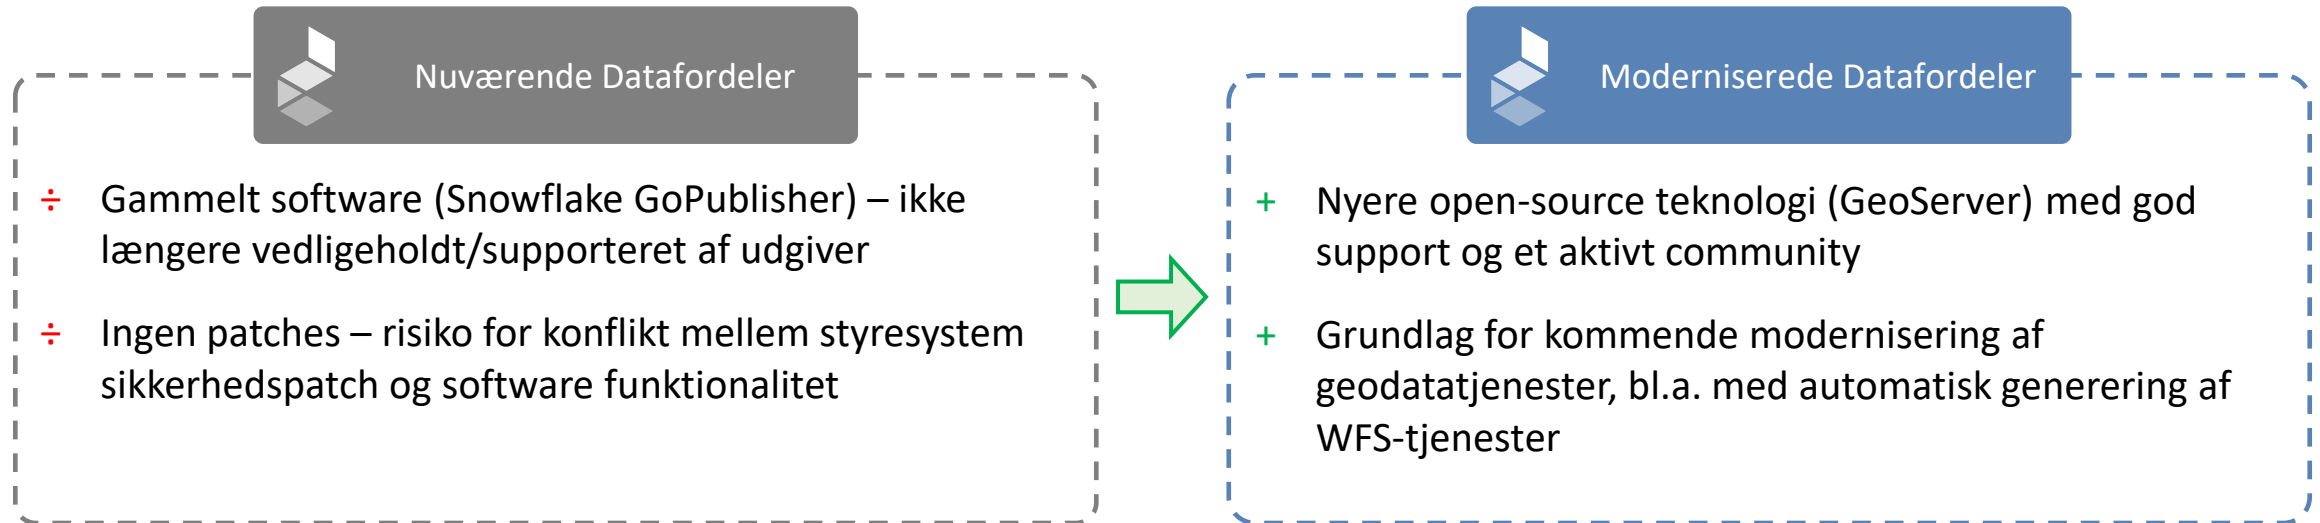 Nuværende Datafordeler
÷ Gammelt software (Snowflake GoPublisher) – ikke
længere vedligeholdt/supporteret af udgiver
÷ Ingen patches – risiko for konflikt mellem styresystem
sikkerhedspatch og software funktionalitet
Moderniserede Datafordeler
+ Nyere open-source teknologi (GeoServer) med god
support og et aktivt community
+ Grundlag for kommende modernisering af
geodatatjenester, bl.a. med automatisk generering af
WFS-tjenester